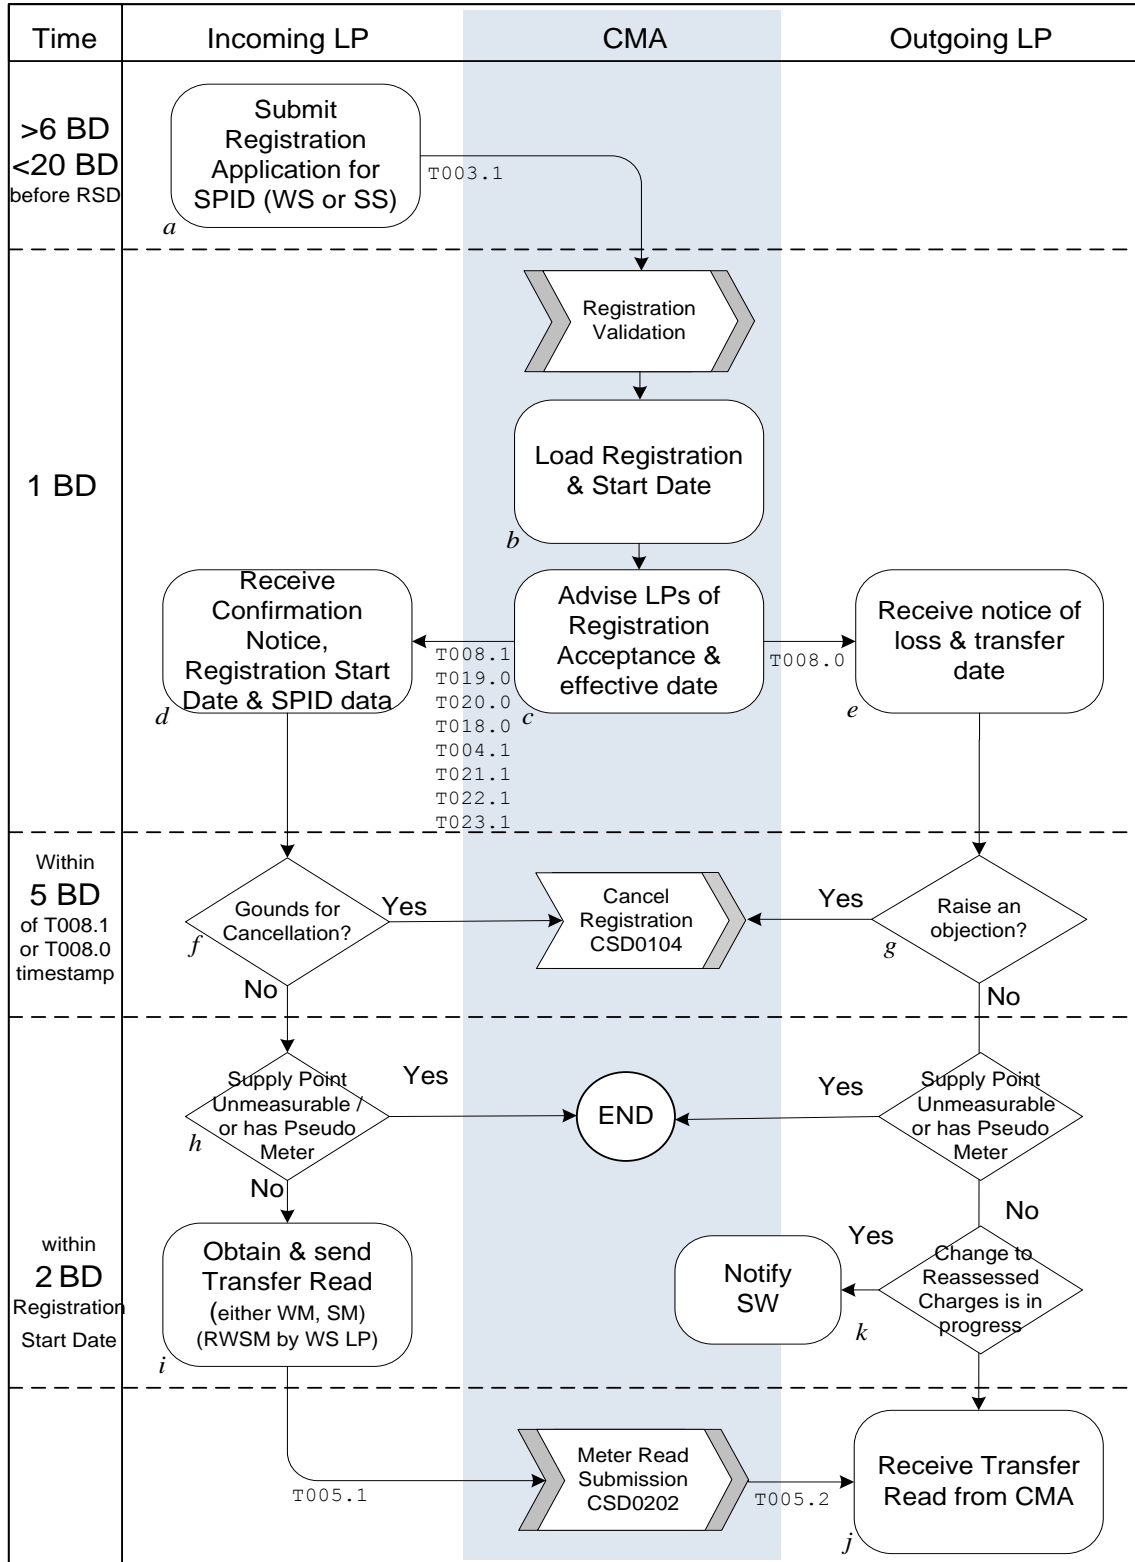 Time
Incoming LP
CMA
Outgoing LP
>6 BD
<20 BD
before RSD
Submit
Registration
Application for
SPID (WS or SS)
a
T003.1
1 BD
Registration
Validation
Load Registration
& Start Date
b
Receive
Confirmation
Notice,
Registration Start
Date & SPID data
d
T008.1
T019.0
T020.0
T018.0
T004.1
T021.1
T022.1
T023.1
Advise LPs of
Registration
Acceptance &
effective date
c
T008.0
Receive notice of
loss & transfer
date
e
Within
5 BD
of T008.1
or T008.0
timestamp
Gounds for
Cancellation?
f
Yes
No
Cancel
Registration
CSD0104
Yes
Raise an
objection?
g
No
within
2 BD
Registration
Start Date
Supply Point
Unmeasurable /
or has Pseudo
Meter
h
Yes
No
END
Yes
Supply Point
Unmeasurable
or has Pseudo
Meter
No
Obtain & send
Transfer Read
(either WM, SM)
(RWSM by WS LP)
i
Notify
SW
Yes
k
Change to
Reassessed
Charges is in
progress
T005.1
Meter Read
Submission
CSD0202
T005.2
Receive Transfer
Read from CMA
j